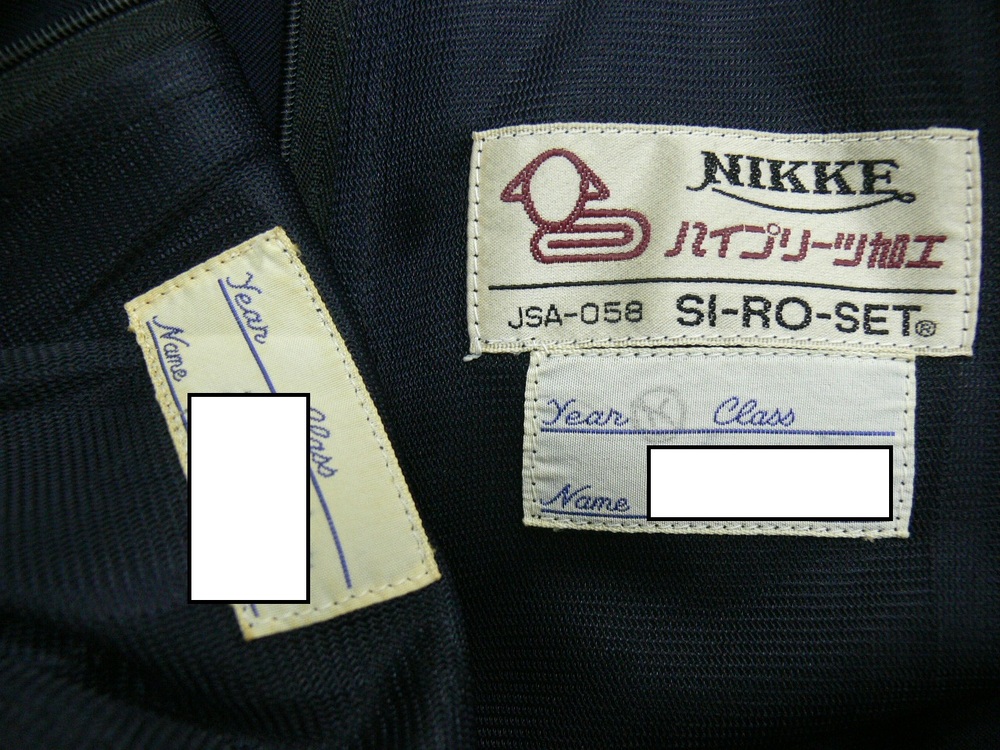 Year
Class
Name
NIKKE
ハイプリーツ加工
JSA-058 SI-RO-SET®
Year Class
Name